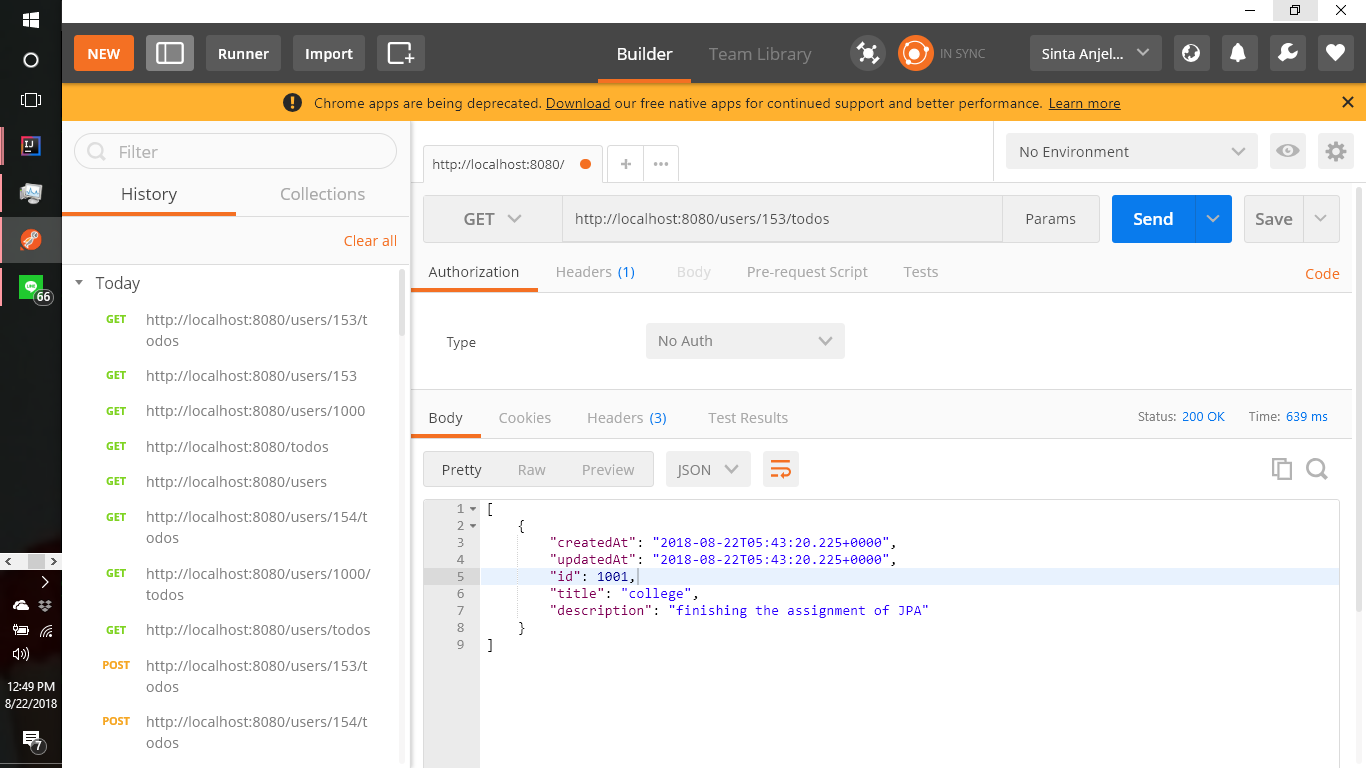 NEW
Runner
Import
Builder
Team Library
IN SYNC
Sinta Anjel...
Chrome apps are being deprecated. Download our free native apps for continued support and better performance. Learn more
Filter
History
Collections
Clear all
Today
GET http://localhost:8080/users/153/t
odos
GET http://localhost:8080/users/153
GET http://localhost:8080/users/1000
GET http://localhost:8080/todos
GET http://localhost:8080/users
GET http://localhost:8080/users/154/t
odos
GET http://localhost:8080/users/1000/
todos
GET http://localhost:8080/users/todos
POST http://localhost:8080/users/153/t
odos
POST http://localhost:8080/users/154/t
odos
http://localhost:8080/
No Environment
GET
http://localhost:8080/users/153/todos
Params
Send
Save
Authorization
Headers (1)
Body
Pre-request Script
Tests
Code
Type
No Auth
Body
Cookies
Headers (3)
Test Results
Status: 200 OK
Time: 639 ms
Pretty
Raw
Preview
JSON
1 [
2 {
3 "createdAt": "2018-08-22T05:43:20.225+0000",
4 "updatedAt": "2018-08-22T05:43:20.225+0000",
5 "id": 1001,
6 "title": "college",
7 "description": "finishing the assignment of JPA"
8 }
9 ]
IJ
66
12:49 PM
8/22/2018
7